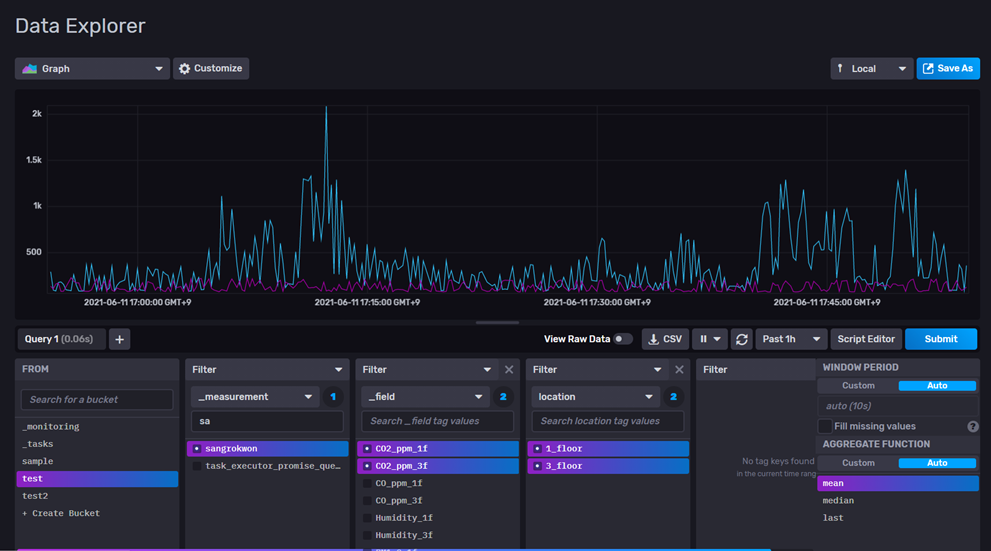 Data Explorer
Graph
Customize
Local
Save As
2k
1.5k
1k
500
2021-06-11 17:00:00 GMT+9
2021-06-11 17:15:00 GMT+9
2021-06-11 17:30:00 GMT+9
2021-06-11 17:45:00 GMT+9
Query 1 (0.06s)
+
View Raw Data
CSV
Past 1h
Script Editor
Submit
FROM
Search for a bucket
_monitoring
_tasks
sample
test
test2
+ Create Bucket
Filter
_measurement
1
sa
sangrokwon
task_executor_promise_que…
Filter
_field
2
Search _field tag values
CO2_ppm_1f
CO2_ppm_3f
CO_ppm_1f
CO_ppm_3f
Humidity_1f
Humidity_3f
Filter
location
2
Search location tag values
1_floor
3_floor
Filter
No tag keys found
in the current time rang
WINDOW PERIOD
Custom
Auto
auto (10s)
Fill missing values
?
AGGREGATE FUNCTION
Custom
Auto
mean
median
last